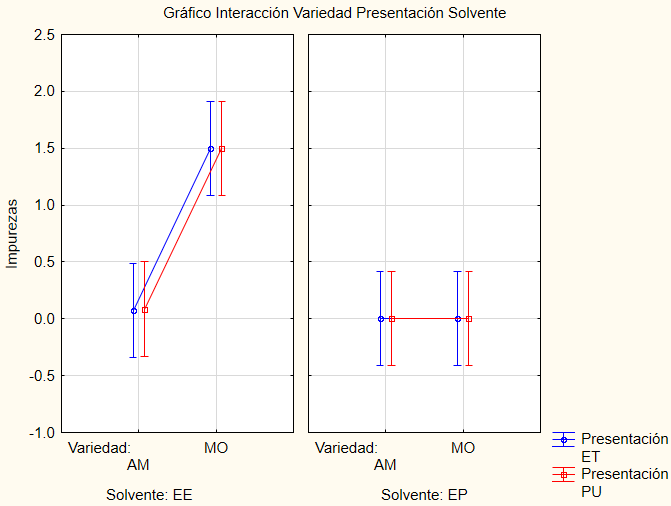 Gráfico Interacción Variedad Presentación Solvente
Impurezas
2.5
2.0
1.5
1.0
0.5
0.0
-0.5
-1.0
Variedad:
AM
MO
Solvente: EE
Variedad:
AM
MO
Solvente: EP
Presentación
ET
Presentación
PU